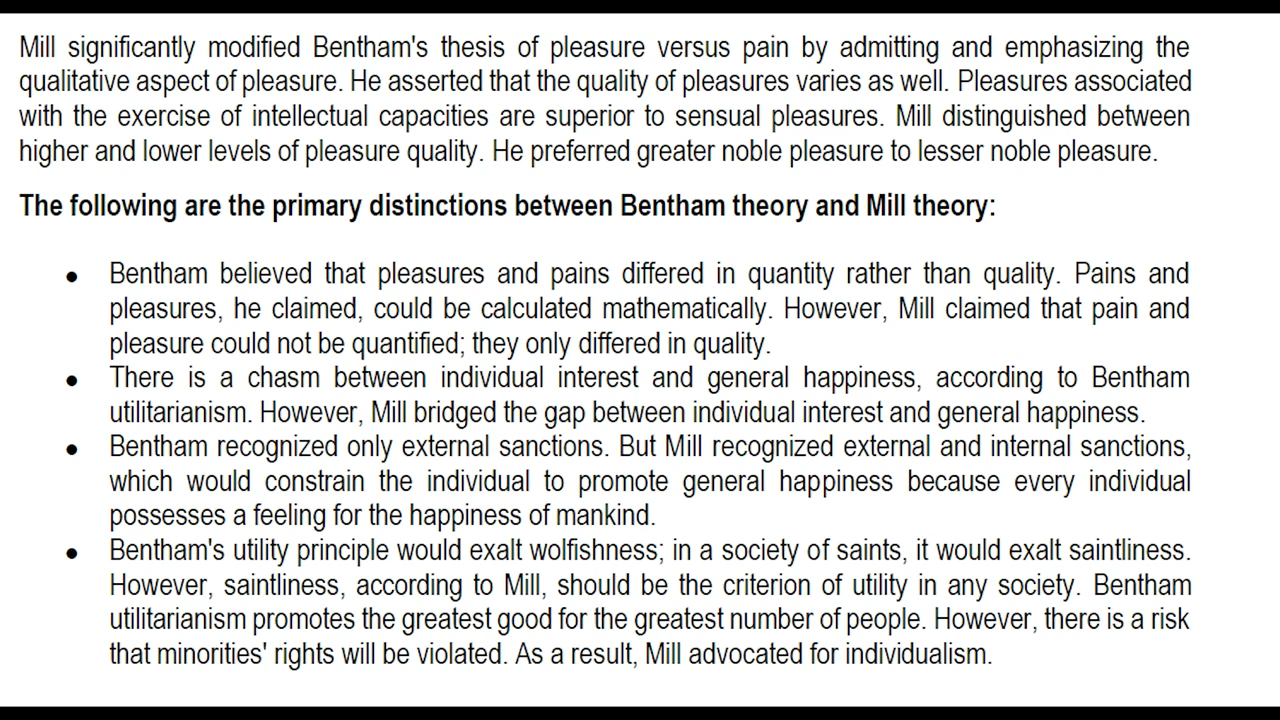 Mill significantly modified Bentham's thesis of pleasure versus pain by admitting and emphasizing the
qualitative aspect of pleasure. He asserted that the quality of pleasures varies as well. Pleasures associated
with the exercise of intellectual capacities are superior to sensual pleasures. Mill distinguished between
higher and lower levels of pleasure quality. He preferred greater noble pleasure to lesser noble pleasure.
The following are the primary distinctions between Bentham theory and Mill theory:
● Bentham believed that pleasures and pains differed in quantity rather than quality. Pains and
pleasures, he claimed, could be calculated mathematically. However, Mill claimed that pain and
pleasure could not be quantified; they only differed in quality.
● There is a chasm between individual interest and general happiness, according to Bentham
utilitarianism. However, Mill bridged the gap between individual interest and general happiness.
● Bentham recognized only external sanctions. But Mill recognized external and internal sanctions,
which would constrain the individual to promote general happiness because every individual
possesses a feeling for the happiness of mankind.
● Bentham's utility principle would exalt wolfishness; in a society of saints, it would exalt saintliness.
However, saintliness, according to Mill, should be the criterion of utility in any society. Bentham
utilitarianism promotes the greatest good for the greatest number of people. However, there is a risk
that minorities' rights will be violated. As a result, Mill advocated for individualism.